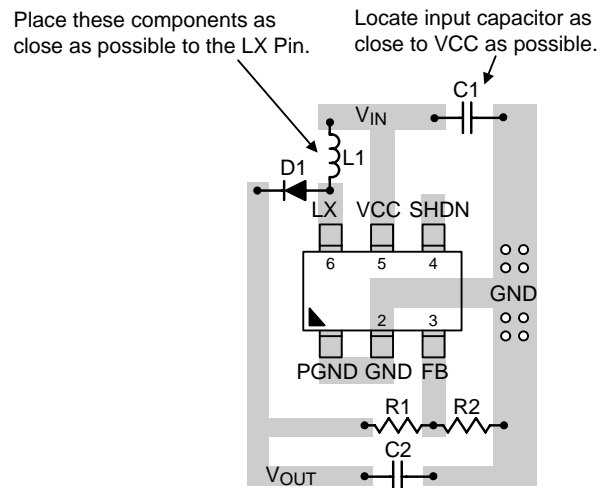 Place these components as
close as possible to the LX Pin.
Locate input capacitor as
close to VCC as possible.
C1
VIN
L1
D1
LX VCC SHDN
6 5 4
GND
2 3
PGND GND FB
R1 R2
C2
VOUT